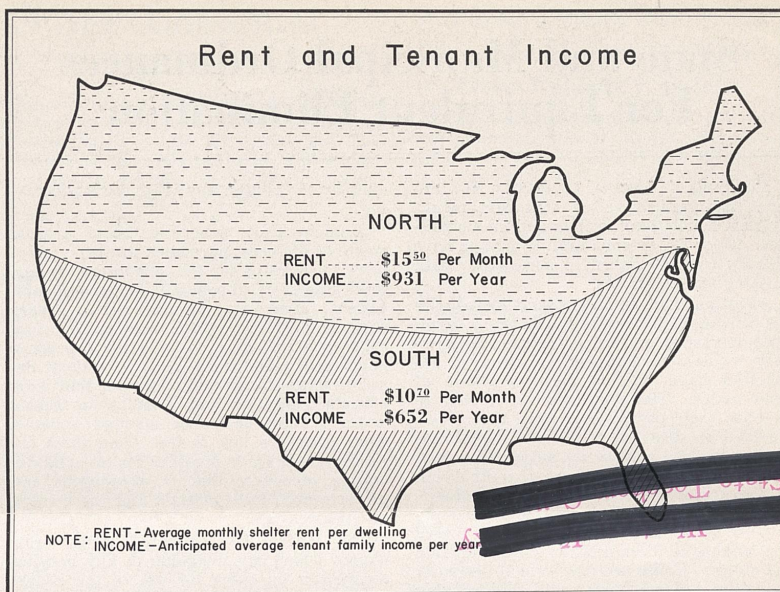 Rent and Tenant Income
NORTH
RENT $15 50 Per Month
INCOME $931 Per Year
SOUTH
RENT $10 70 Per Month
INCOME $652 Per Year
NOTE: RENT - Average monthly shelter rent per dwelling
INCOME - Anticipated average tenant family income per year